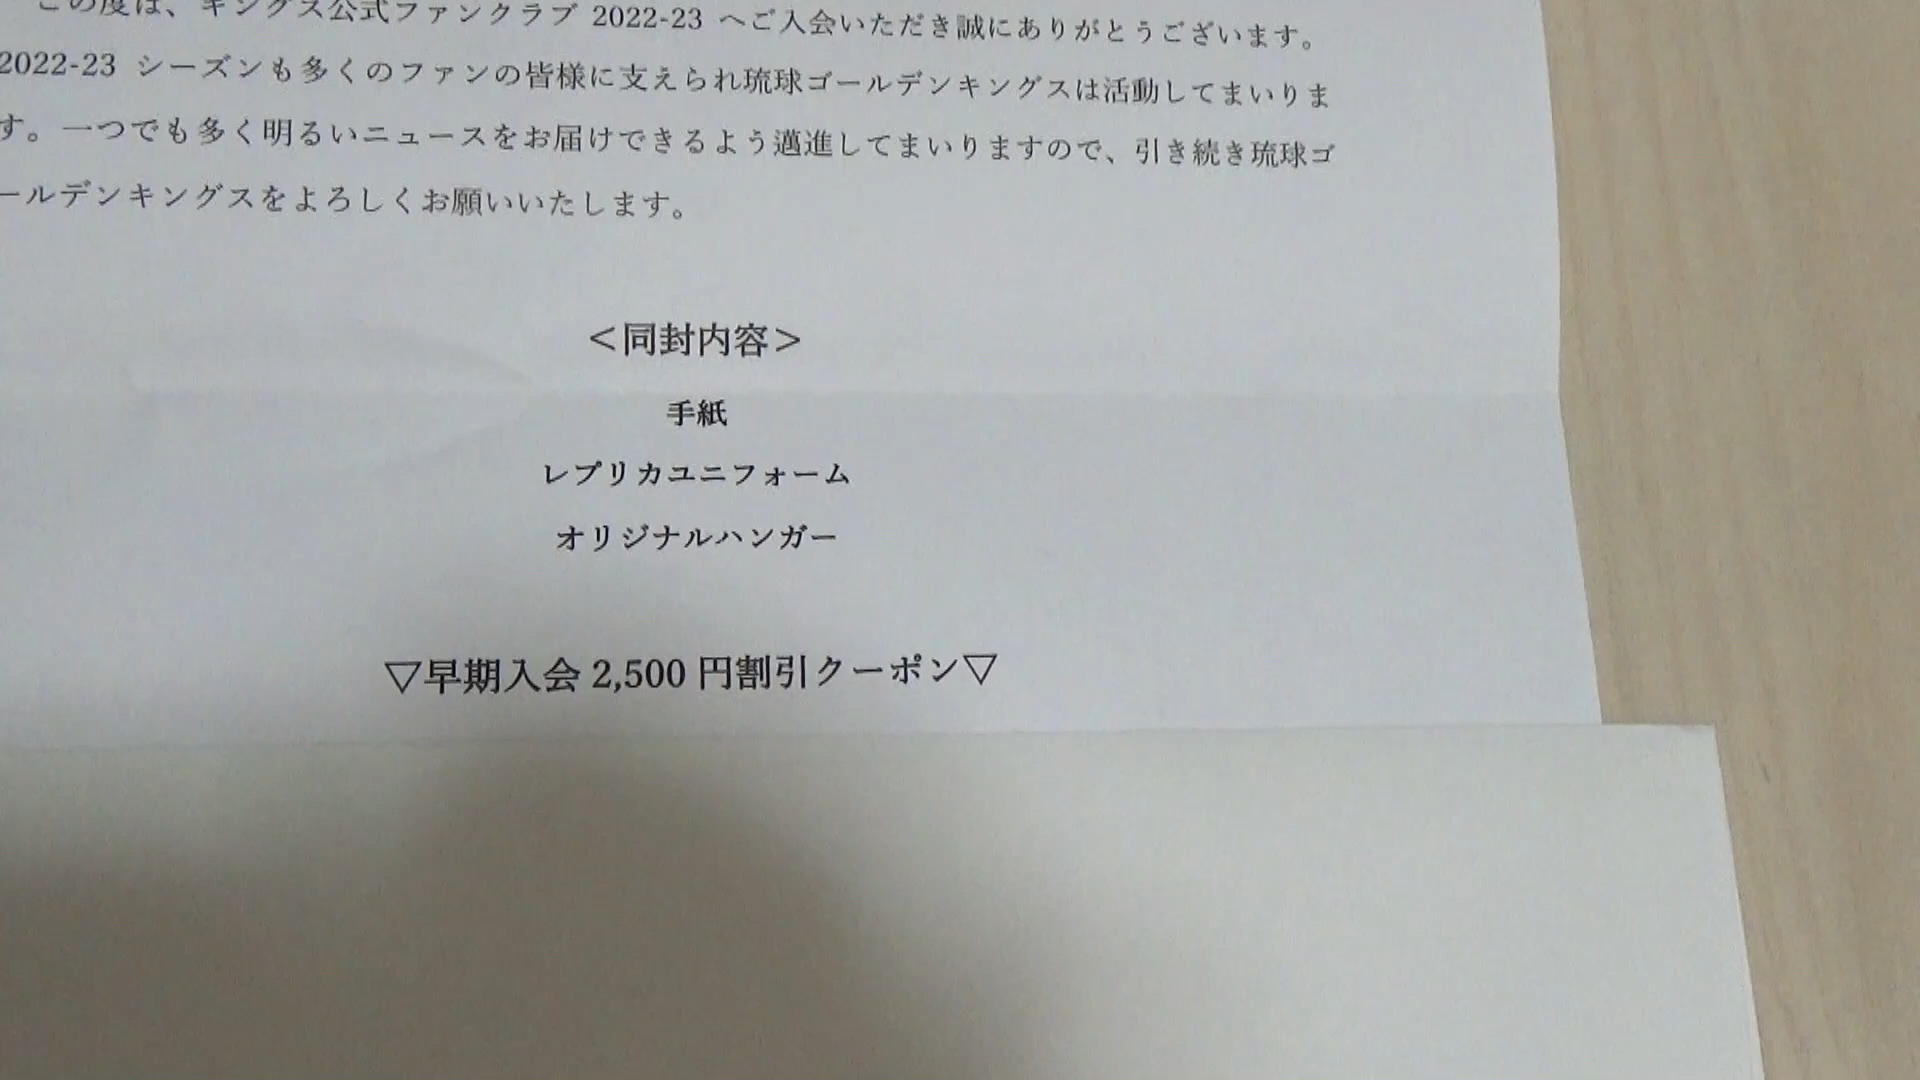 この度は、キングス公式ファンクラブ 2022-23 へご入会いただき誠にありがとうございます。
2022-23 シーズンも多くのファンの皆様に支えられ琉球ゴールデンキングスは活動してまいりま
す。一つでも多く明るいニュースをお届けできるよう邁進してまいりますので、引き続き琉球ゴ
ールデンキングスをよろしくお願いいたします。
＜同封内容＞
手紙
レプリカユニフォーム
オリジナルハンガー
▽早期入会 2,500 円割引クーポン▽